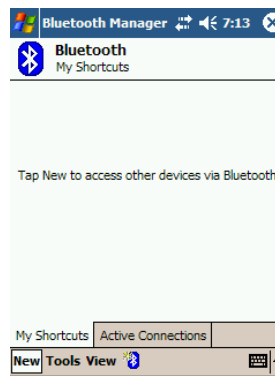 Bluetooth Manager 7:13
Bluetooth
My Shortcuts
Tap New to access other devices via Bluetooth
My Shortcuts Active Connections
New Tools View